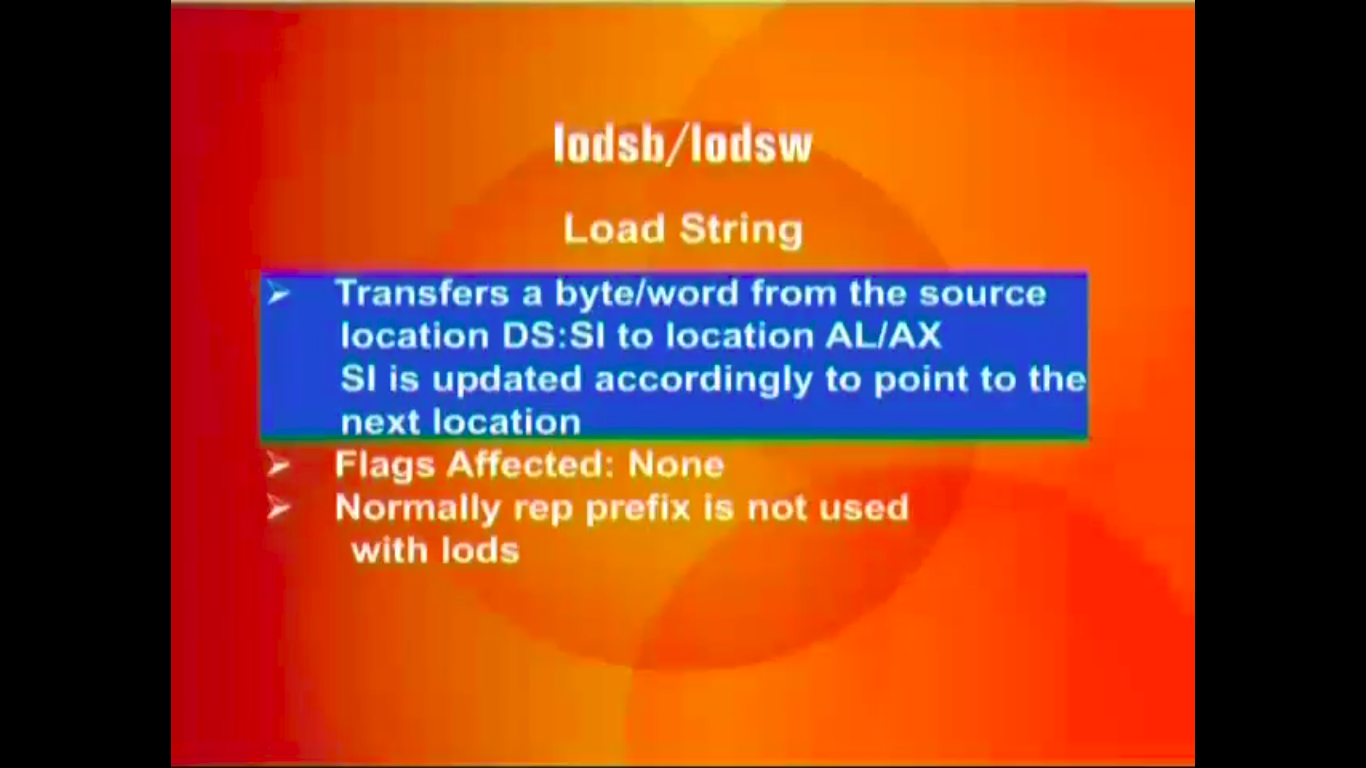 lodsb/lodsw
Load String
➢ Transfers a byte/word from the source
location DS:SI to location AL/AX
SI is updated accordingly to point to the
next location
➢ Flags Affected: None
➢ Normally rep prefix is not used
with lods